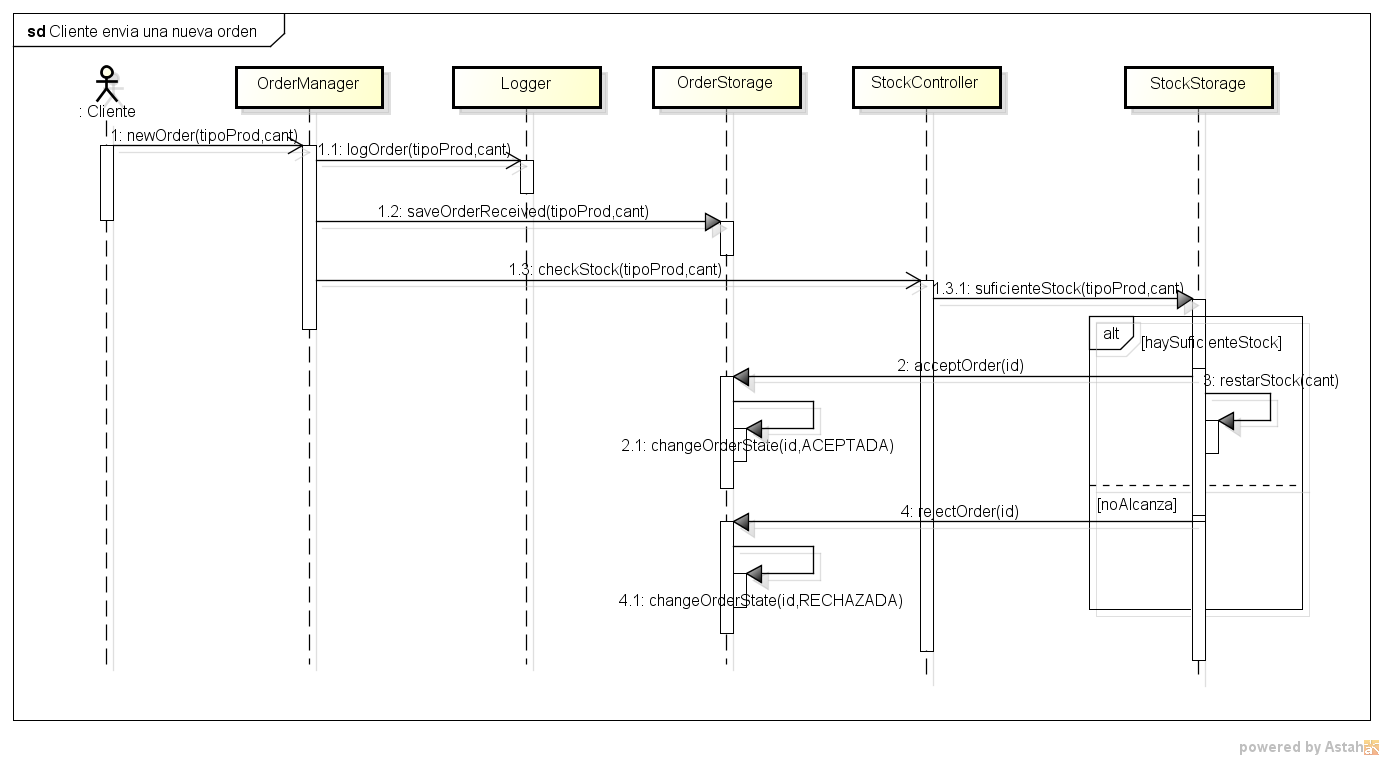 sd Cliente envia una nueva orden
: Cliente
OrderManager
Logger
OrderStorage
StockController
StockStorage
1: newOrder(tipoProd,cant)
1.1: logOrder(tipoProd,cant)
1.2: saveOrderReceived(tipoProd,cant)
1.3: checkStock(tipoProd,cant)
1.3.1: suficienteStock(tipoProd,cant)
alt
[haySuficienteStock]
2: acceptOrder(id)
3: restarStock(cant)
2.1: changeOrderState(id,ACEPTADA)
[noAlcanza]
4: rejectOrder(id)
4.1: changeOrderState(id,RECHAZADA)
powered by Astah